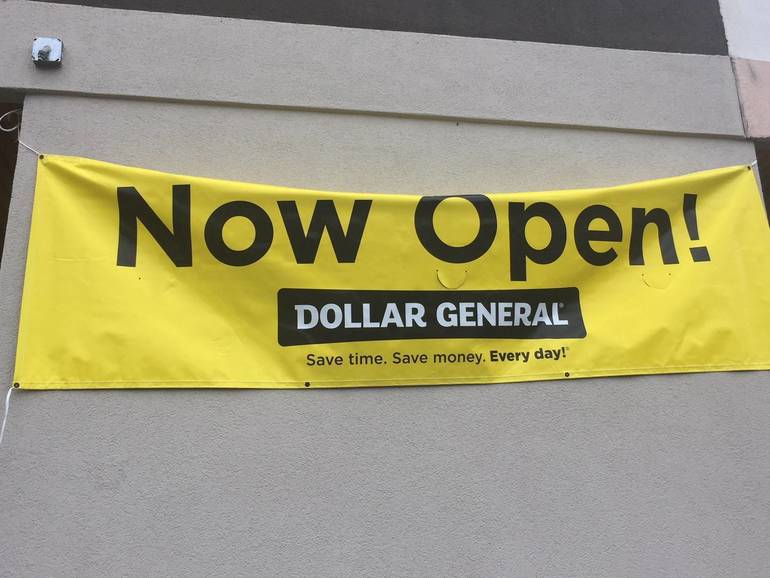 Now Open!
DOLLAR GENERAL®
Save time. Save money. Every day!®